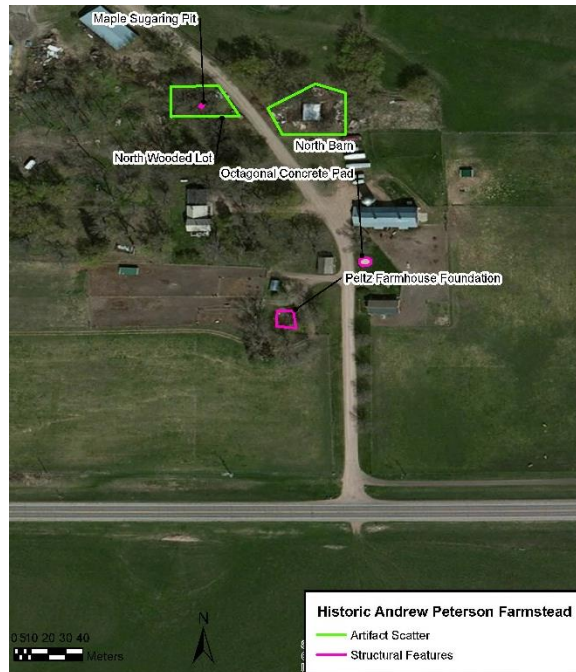 Maple Sugaring Pit
North Wooded Lot
North Barn
Octagonal Concrete Pad
Peltz Farmhouse Foundation
N
0 5 10 20 30 40
Meters
Historic Andrew Peterson Farmstead
Artifact Scatter
Structural Features